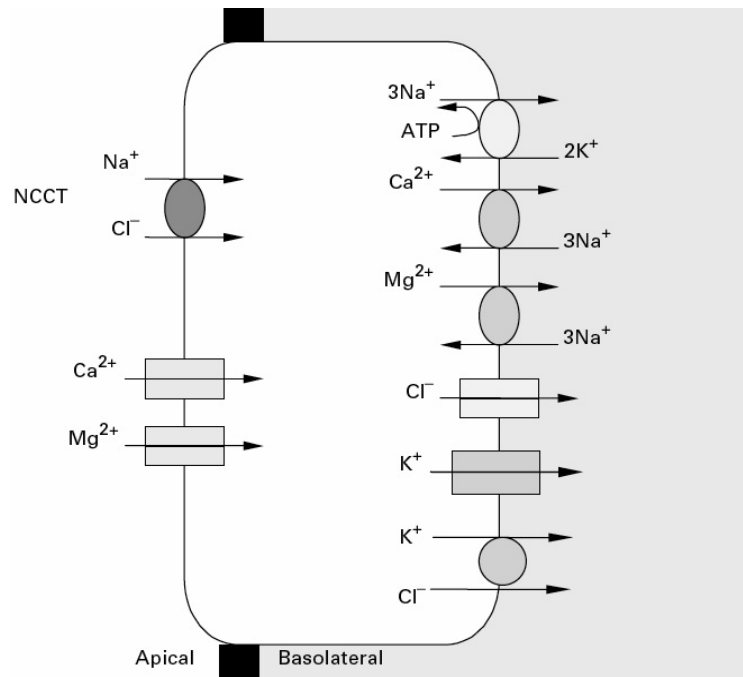 NCCT
Na⁺
Cl⁻
Ca²⁺
Mg²⁺
3Na⁺
ATP
2K⁺
Ca²⁺
3Na⁺
Mg²⁺
3Na⁺
Cl⁻
K⁺
K⁺
Cl⁻
Apical Basolateral